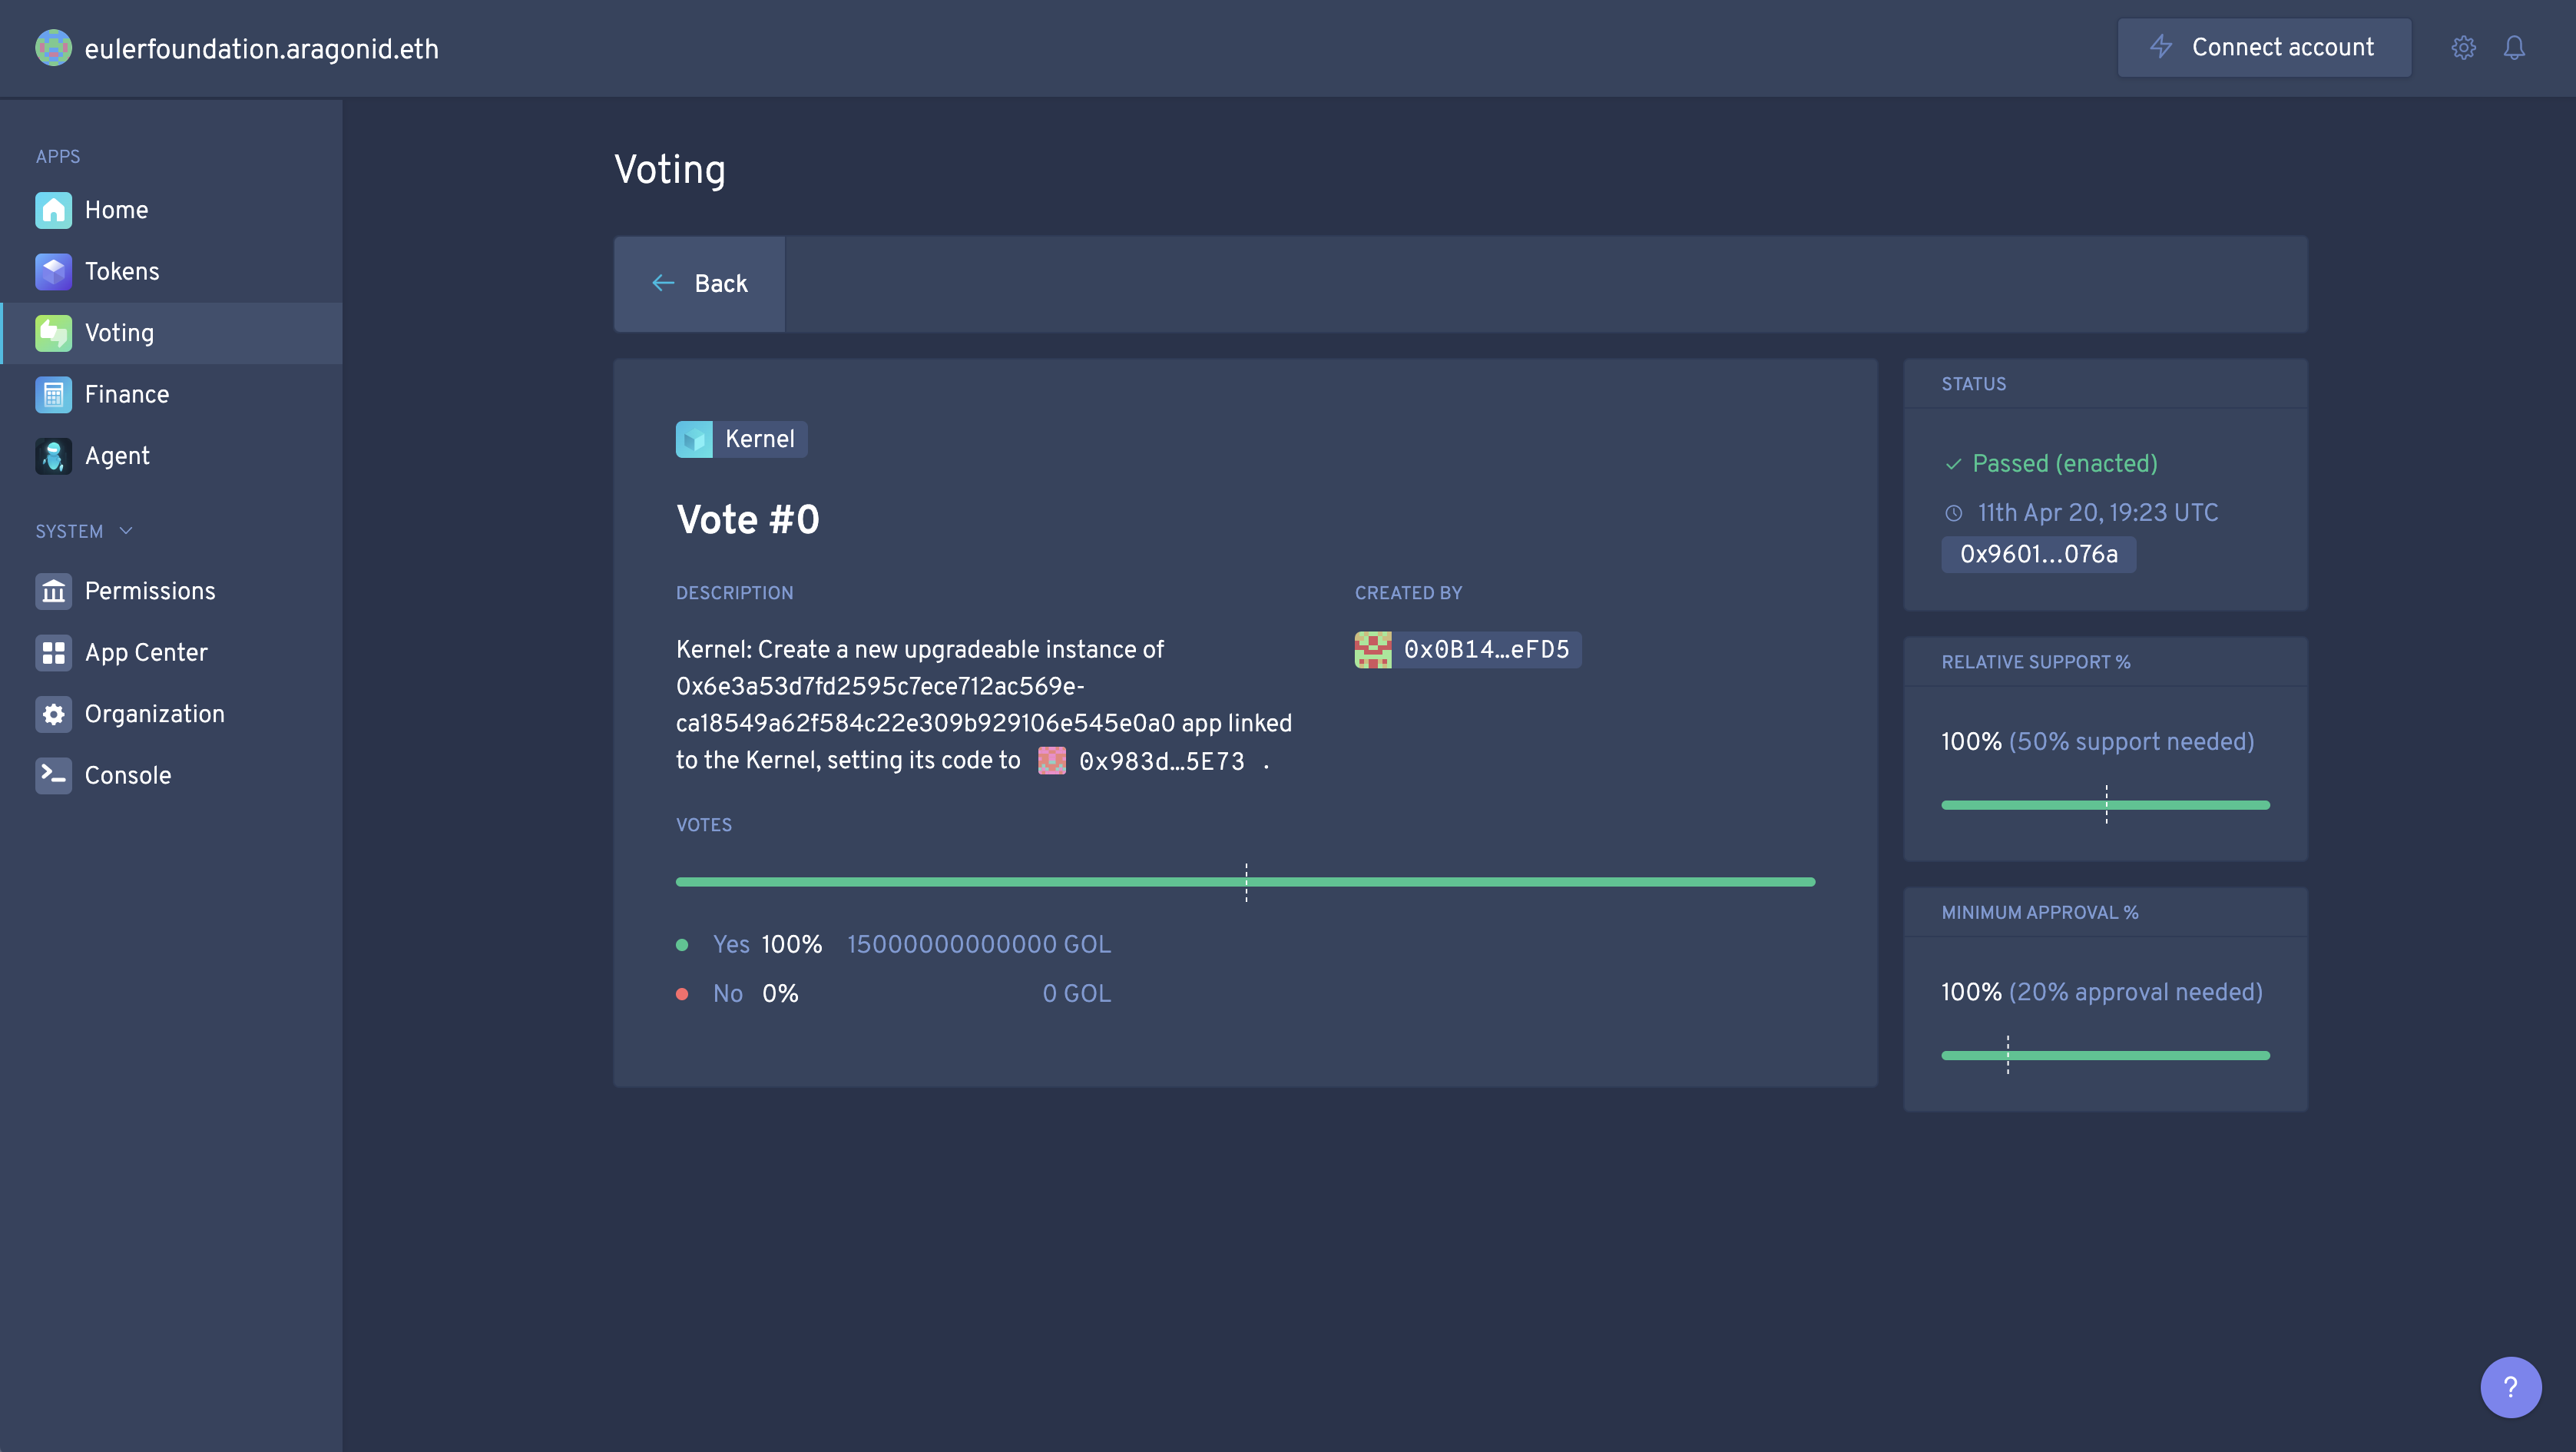 eulerfoundation.aragonid.eth
Connect account
APPS
Home
Tokens
Voting
Finance
Agent
SYSTEM
Permissions
App Center
Organization
Console
Voting
Back
Kernel
Vote #0
DESCRIPTION
Kernel: Create a new upgradeable instance of
0x6e3a53d7fd2595c7ece712ac569e-
ca18549a62f584c22e309b929106e545e0a0 app linked
to the Kernel, setting its code to 0x983d…5E73 .
CREATED BY
0x0B14…eFD5
VOTES
Yes 100% 15000000000000 GOL
No 0% 0 GOL
STATUS
Passed (enacted)
11th Apr 20, 19:23 UTC
0x9601…076a
RELATIVE SUPPORT %
100% (50% support needed)
MINIMUM APPROVAL %
100% (20% approval needed)
?